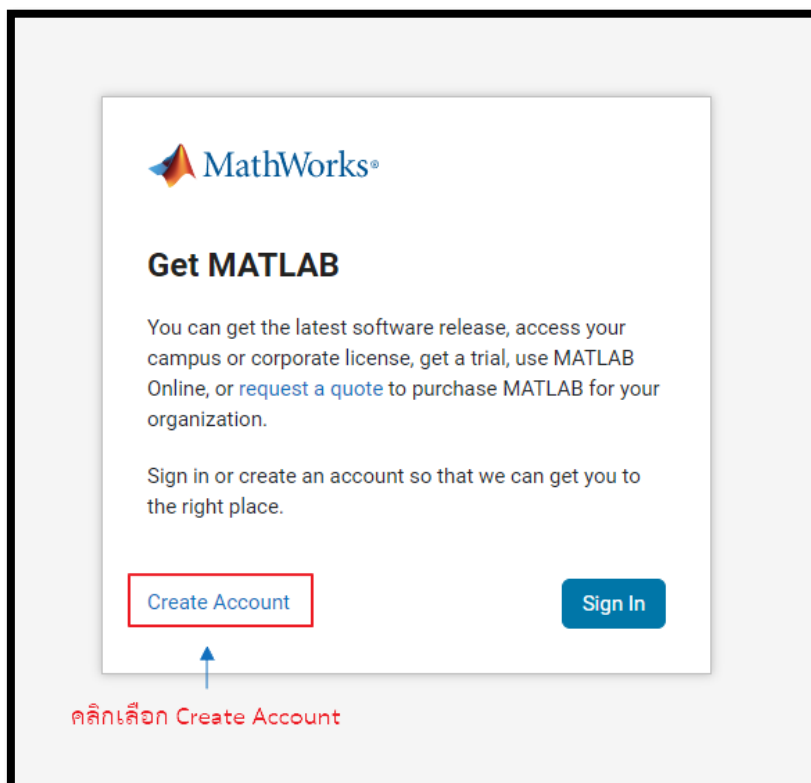 MathWorks®
Get MATLAB
You can get the latest software release, access your
campus or corporate license, get a trial, use MATLAB
Online, or request a quote to purchase MATLAB for your
organization.
Sign in or create an account so that we can get you to
the right place.
Create Account
Sign In
คลิกเลือก Create Account